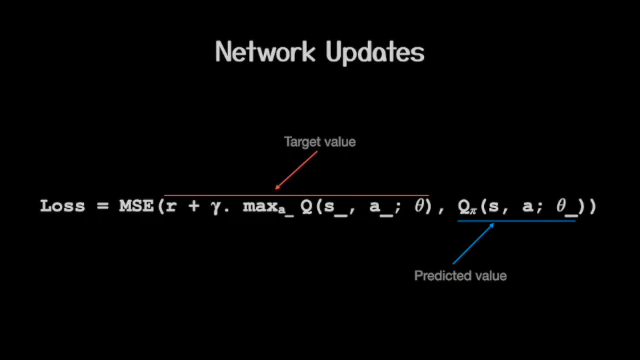 Network Updates
Target value
Loss = MSE(r + γ. maxₐ_ Q(s_, a_; θ), Qπ(s, a; θ_))
Predicted value